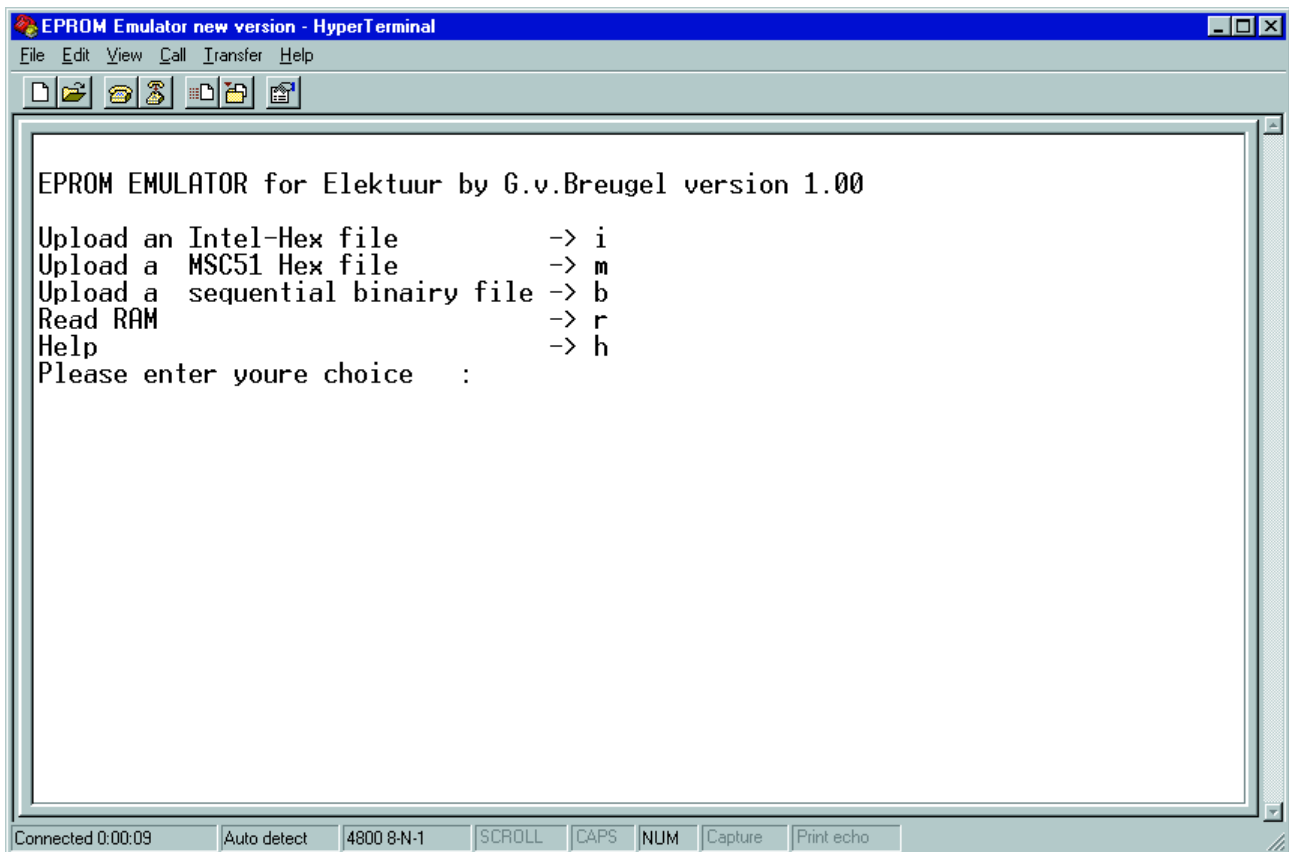 EPROM Emulator new version - HyperTerminal
File Edit View Call Transfer Help
EPROM EMULATOR for Elektuur by G.v.Breugel version 1.00
Upload an Intel-Hex file -> i
Upload a MSC51 Hex file -> m
Upload a sequential binairy file -> b
Read RAM -> r
Help -> h
Please enter youre choice :
Connected 0:00:09 Auto detect 4800 8-N-1 SCROLL CAPS NUM Capture Print echo